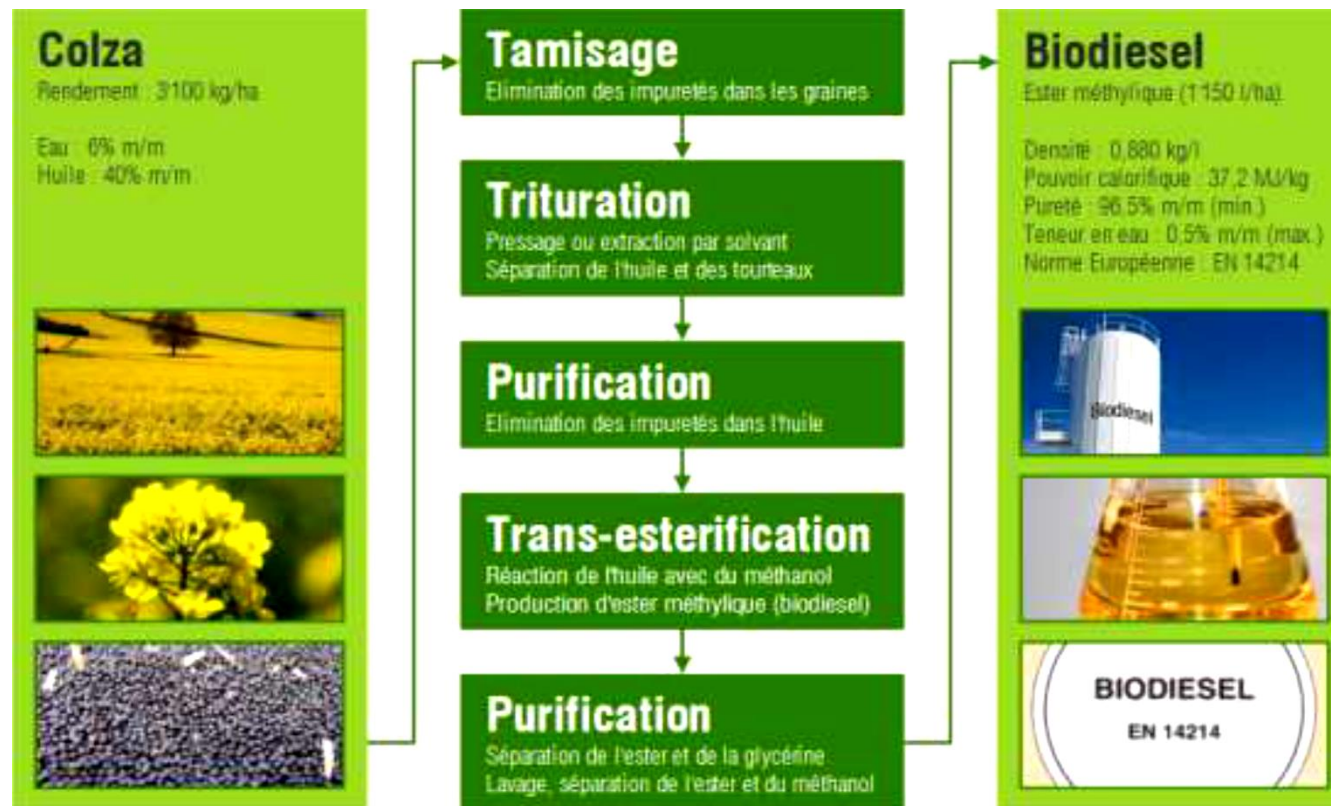 Colza
Rendement : 3'100 kg/ha
Eau : 6% m/m
Huile : 40% m/m
Tamisage
Elimination des impuretés dans les graines
Trituration
Pressage ou extraction par solvant
Séparation de l'huile et des tourteaux
Purification
Elimination des impuretés dans l'huile
Trans-esterification
Réaction de l'huile avec du méthanol
Production d'ester méthylique (biodiesel)
Purification
Séparation de l'ester et de la glycérine
Lavage, séparation de l'ester et du méthanol
Biodiesel
Ester méthylique (1'150 l/ha)
Densité : 0,880 kg/l
Pouvoir calorifique : 37,2 MJ/kg
Pureté : 96.5% m/m (min.)
Teneur en eau : 0,5% m/m (max.)
Norme Européenne : EN 14214
Biodiesel
BIODIESEL
EN 14214